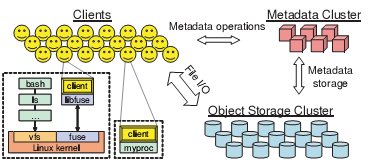 Clients
Metadata operations
Metadata Cluster
Metadata
storage
File I/O
Object Storage Cluster
bash
ls
...
client
libfuse
vfs
fuse
Linux kernel
client
myproc